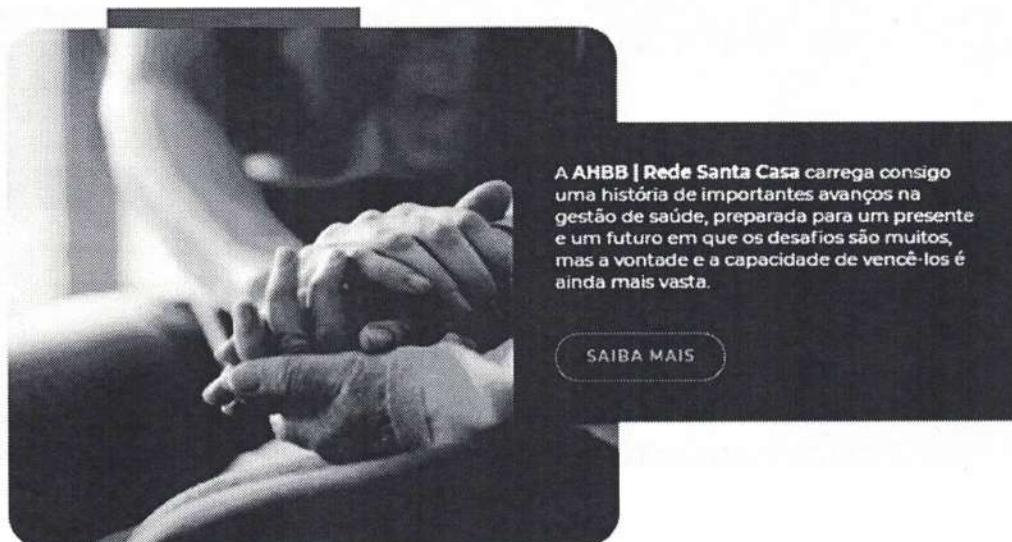 A AHBB | Rede Santa Casa carrega consigo
uma história de importantes avanços na
gestão de saúde, preparada para um presente
e um futuro em que os desafios são muitos,
mas a vontade e a capacidade de vencê-los é
ainda mais vasta.
SAIBA MAIS